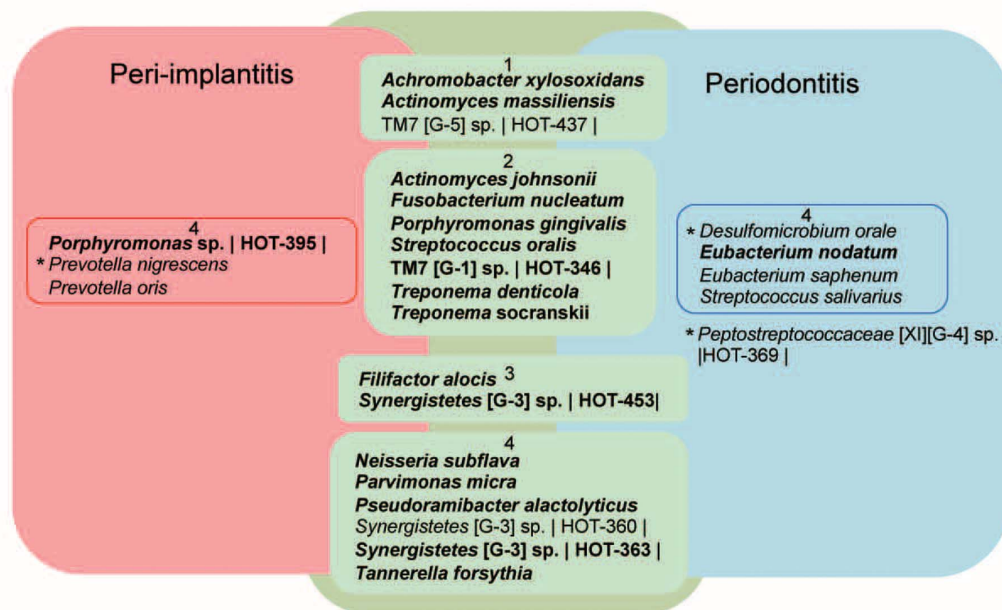 Peri-implantitis
Periodontitis
1
Achromobacter xylosoxidans
Actinomyces massiliensis
TM7 [G-5] sp. | HOT-437 |
2
Actinomyces johnsonii
Fusobacterium nucleatum
Porphyromonas gingivalis
Streptococcus oralis
TM7 [G-1] sp. | HOT-346 |
Treponema denticola
Treponema socranskii
4
Porphyromonas sp. | HOT-395 |
* Prevotella nigrescens
Prevotella oris
4
* Desulfomicrobium orale
Eubacterium nodatum
Eubacterium saphenum
Streptococcus salivarius
* Peptostreptococcaceae [XI][G-4] sp.
|HOT-369 |
3
Filifactor alocis
Synergistetes [G-3] sp. | HOT-453|
4
Neisseria subflava
Parvimonas micra
Pseudoramibacter alactolyticus
Synergistetes [G-3] sp. | HOT-360 |
Synergistetes [G-3] sp. | HOT-363 |
Tannerella forsythia